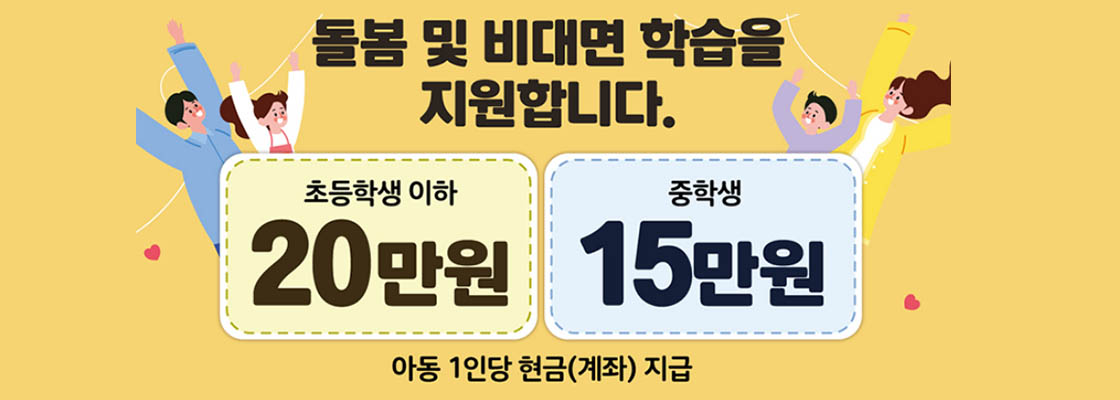 돌봄 및 비대면 학습을
지원합니다.
초등학생 이하
20만원
중학생
15만원
아동 1인당 현금(계좌) 지급